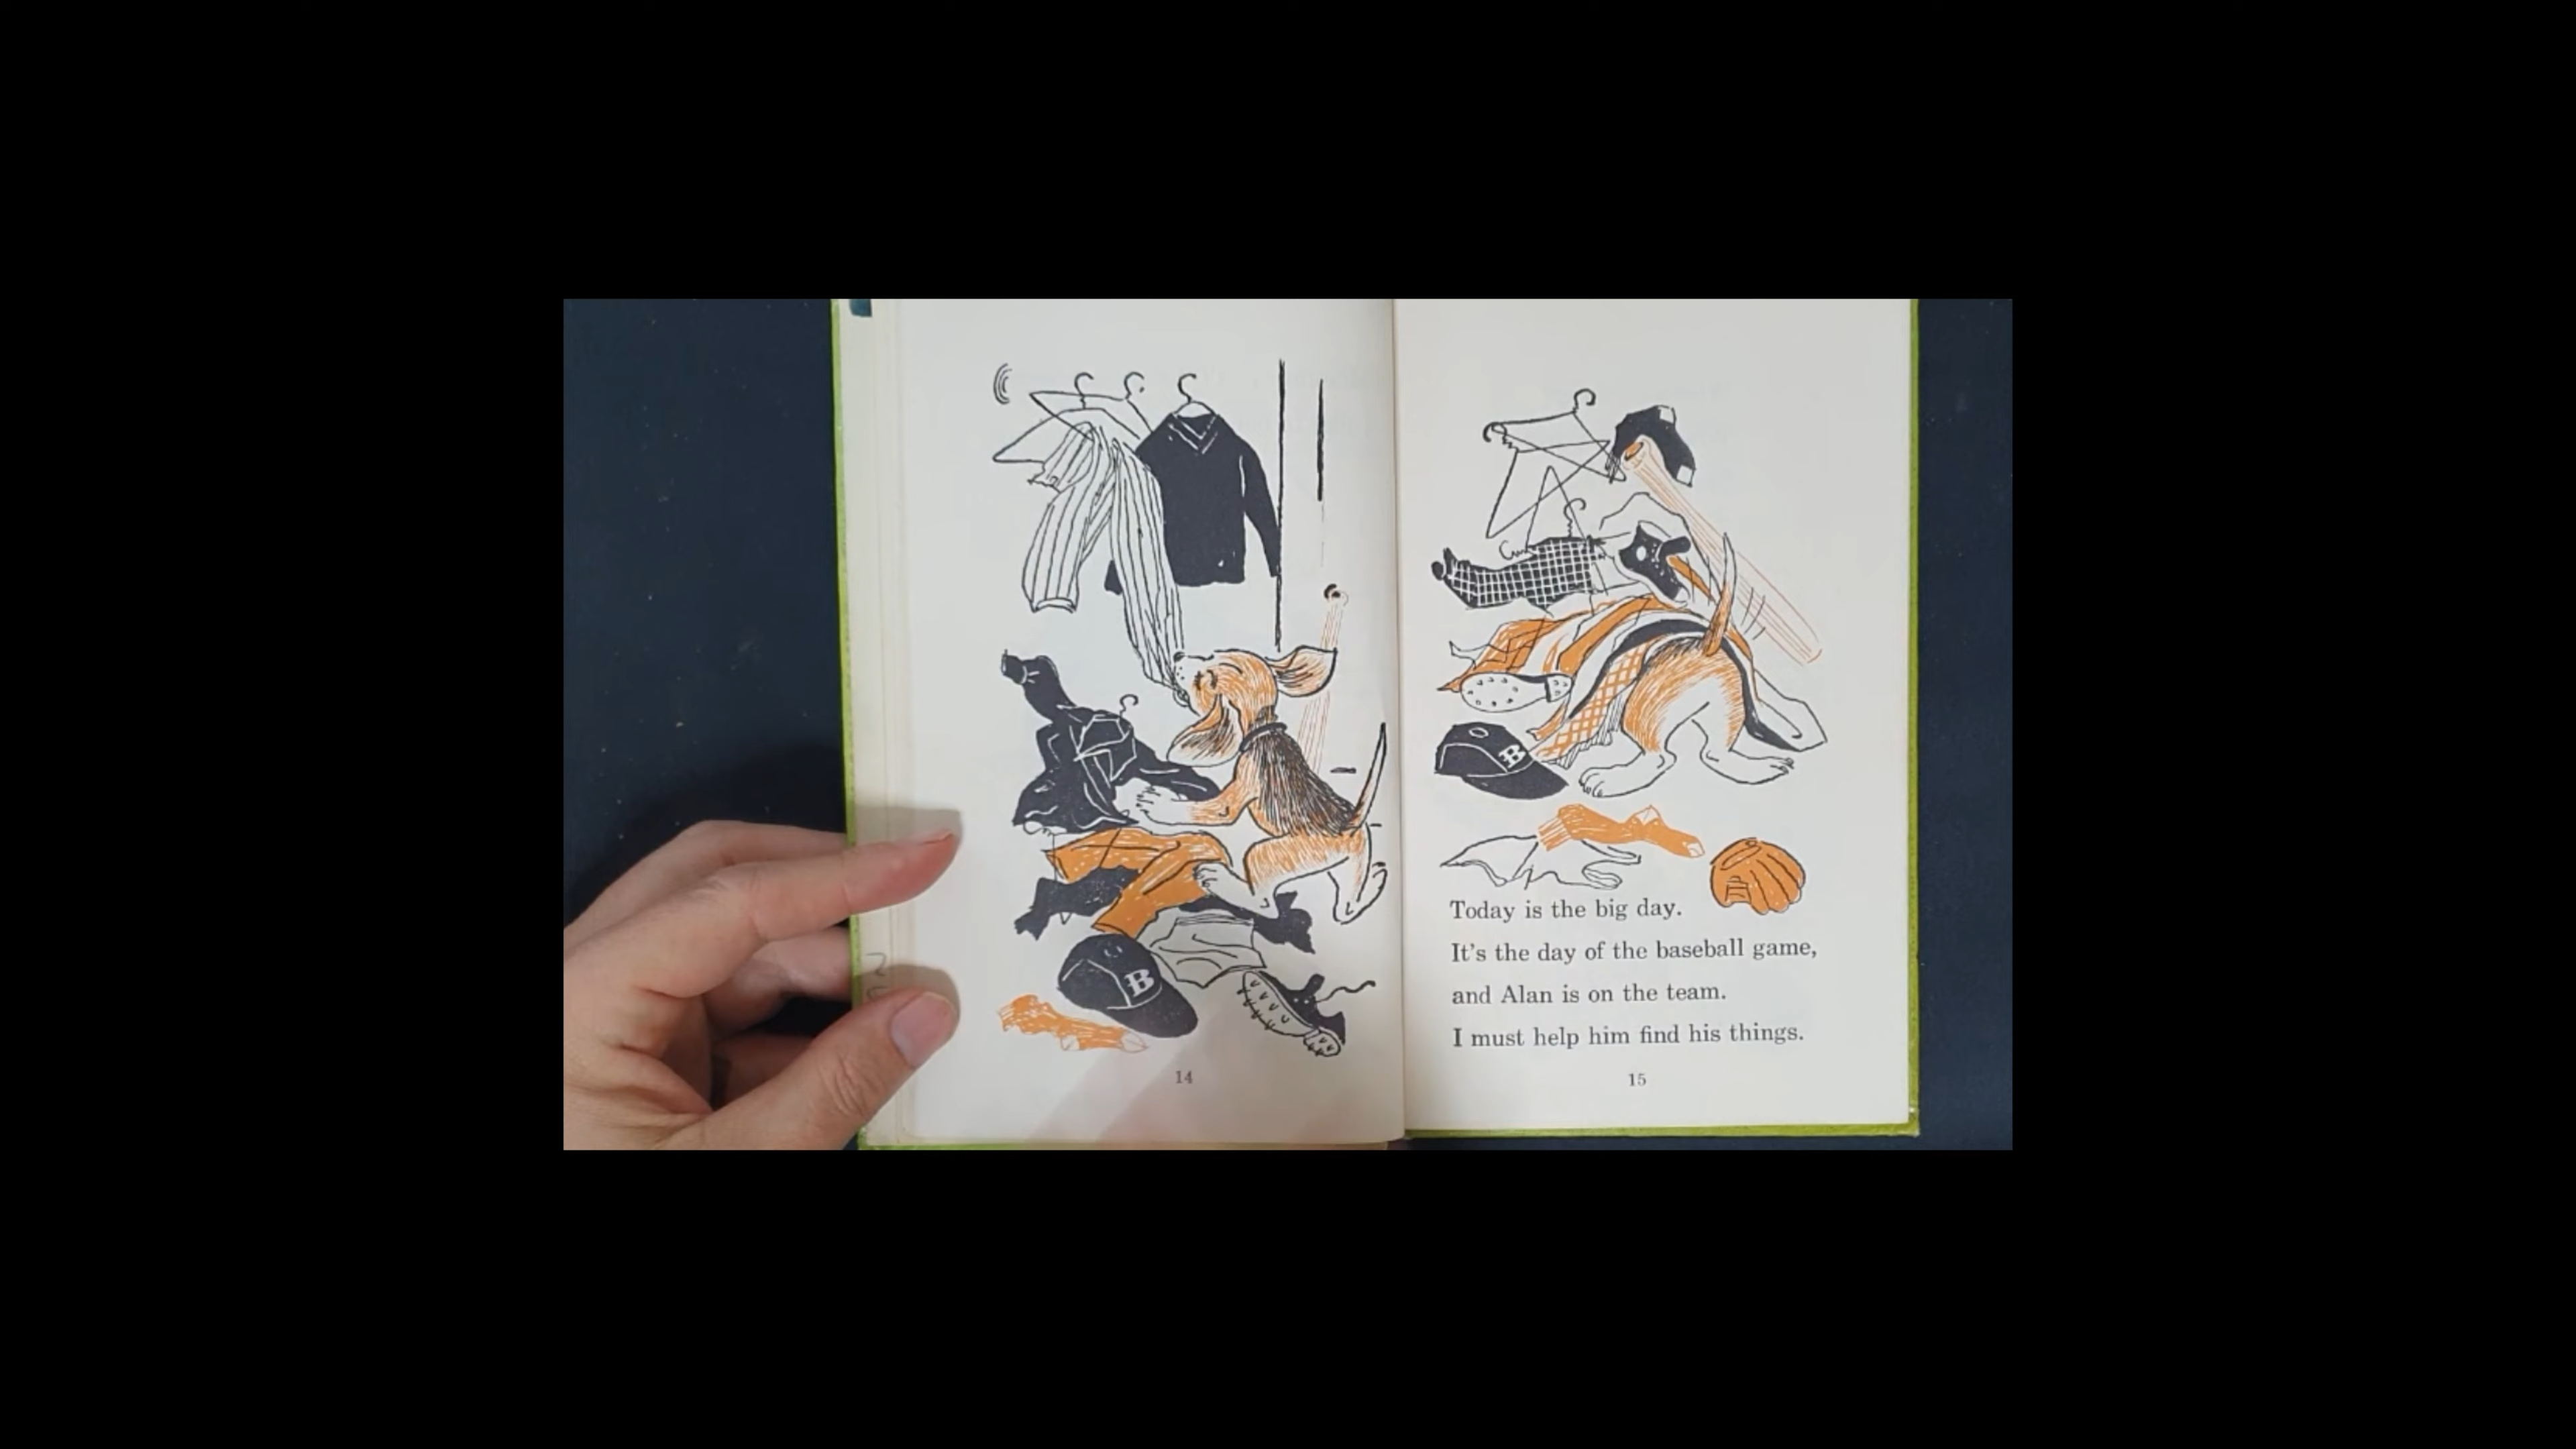 B
14
B
Today is the big day.
It's the day of the baseball game,
and Alan is on the team.
I must help him find his things.
15